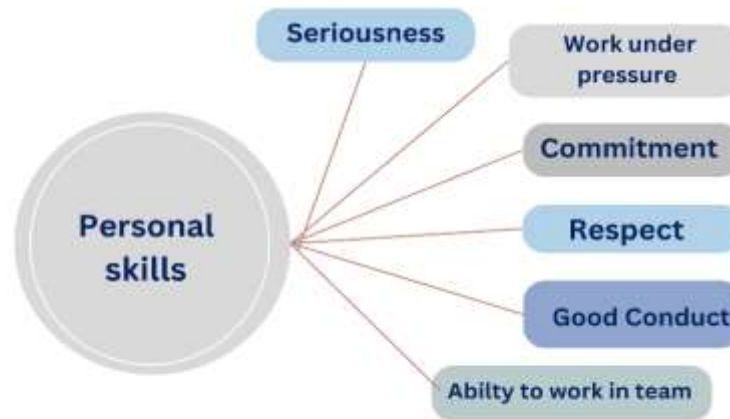 Seriousness
Work under
pressure
Commitment
Personal
skills
Respect
Good Conduct
Abilty to work in team